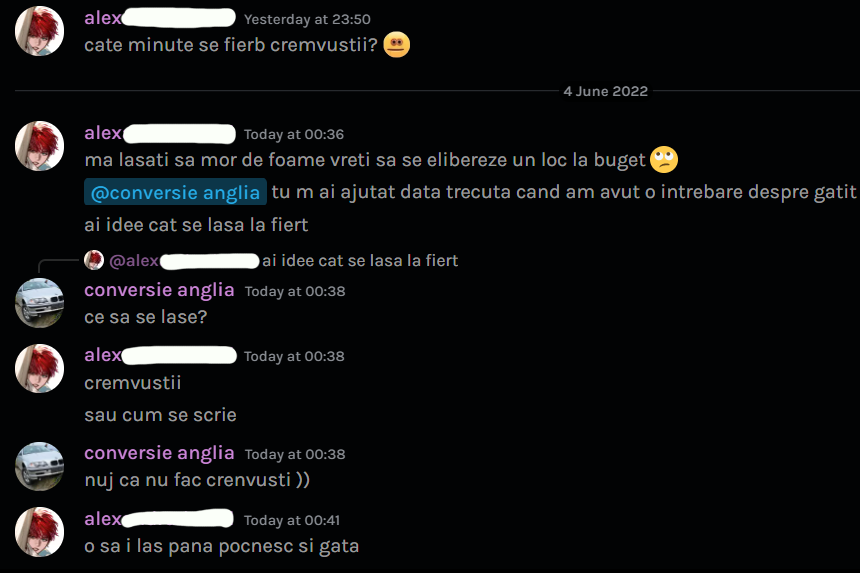 alex Yesterday at 23:50
cate minute se fierb cremvustii?
4 June 2022
alex Today at 00:36
ma lasati sa mor de foame vreti sa se elibereze un loc la buget
@conversie anglia tu m ai ajutat data trecuta cand am avut o intrebare despre gatit
ai idee cat se lasa la fiert
@alex ai idee cat se lasa la fiert
conversie anglia Today at 00:38
ce sa se lase?
alex Today at 00:38
cremvustii
sau cum se scrie
conversie anglia Today at 00:38
nuj ca nu fac crenvusti ))
alex Today at 00:41
o sa i las pana pocnesc si gata